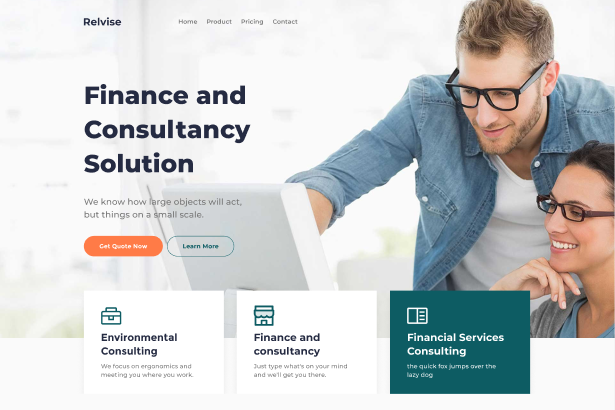 Relvise
Home Product Pricing Contact
Finance and
Consultancy
Solution
We know how large objects will act,
but things on a small scale.
Get Quote Now
Learn More
Environmental
Consulting
We focus on ergonomics and
meeting you where you work.
Finance and
consultancy
Just type what's on your mind
and we'll get you there.
Financial Services
Consulting
the quick fox jumps over the
lazy dog